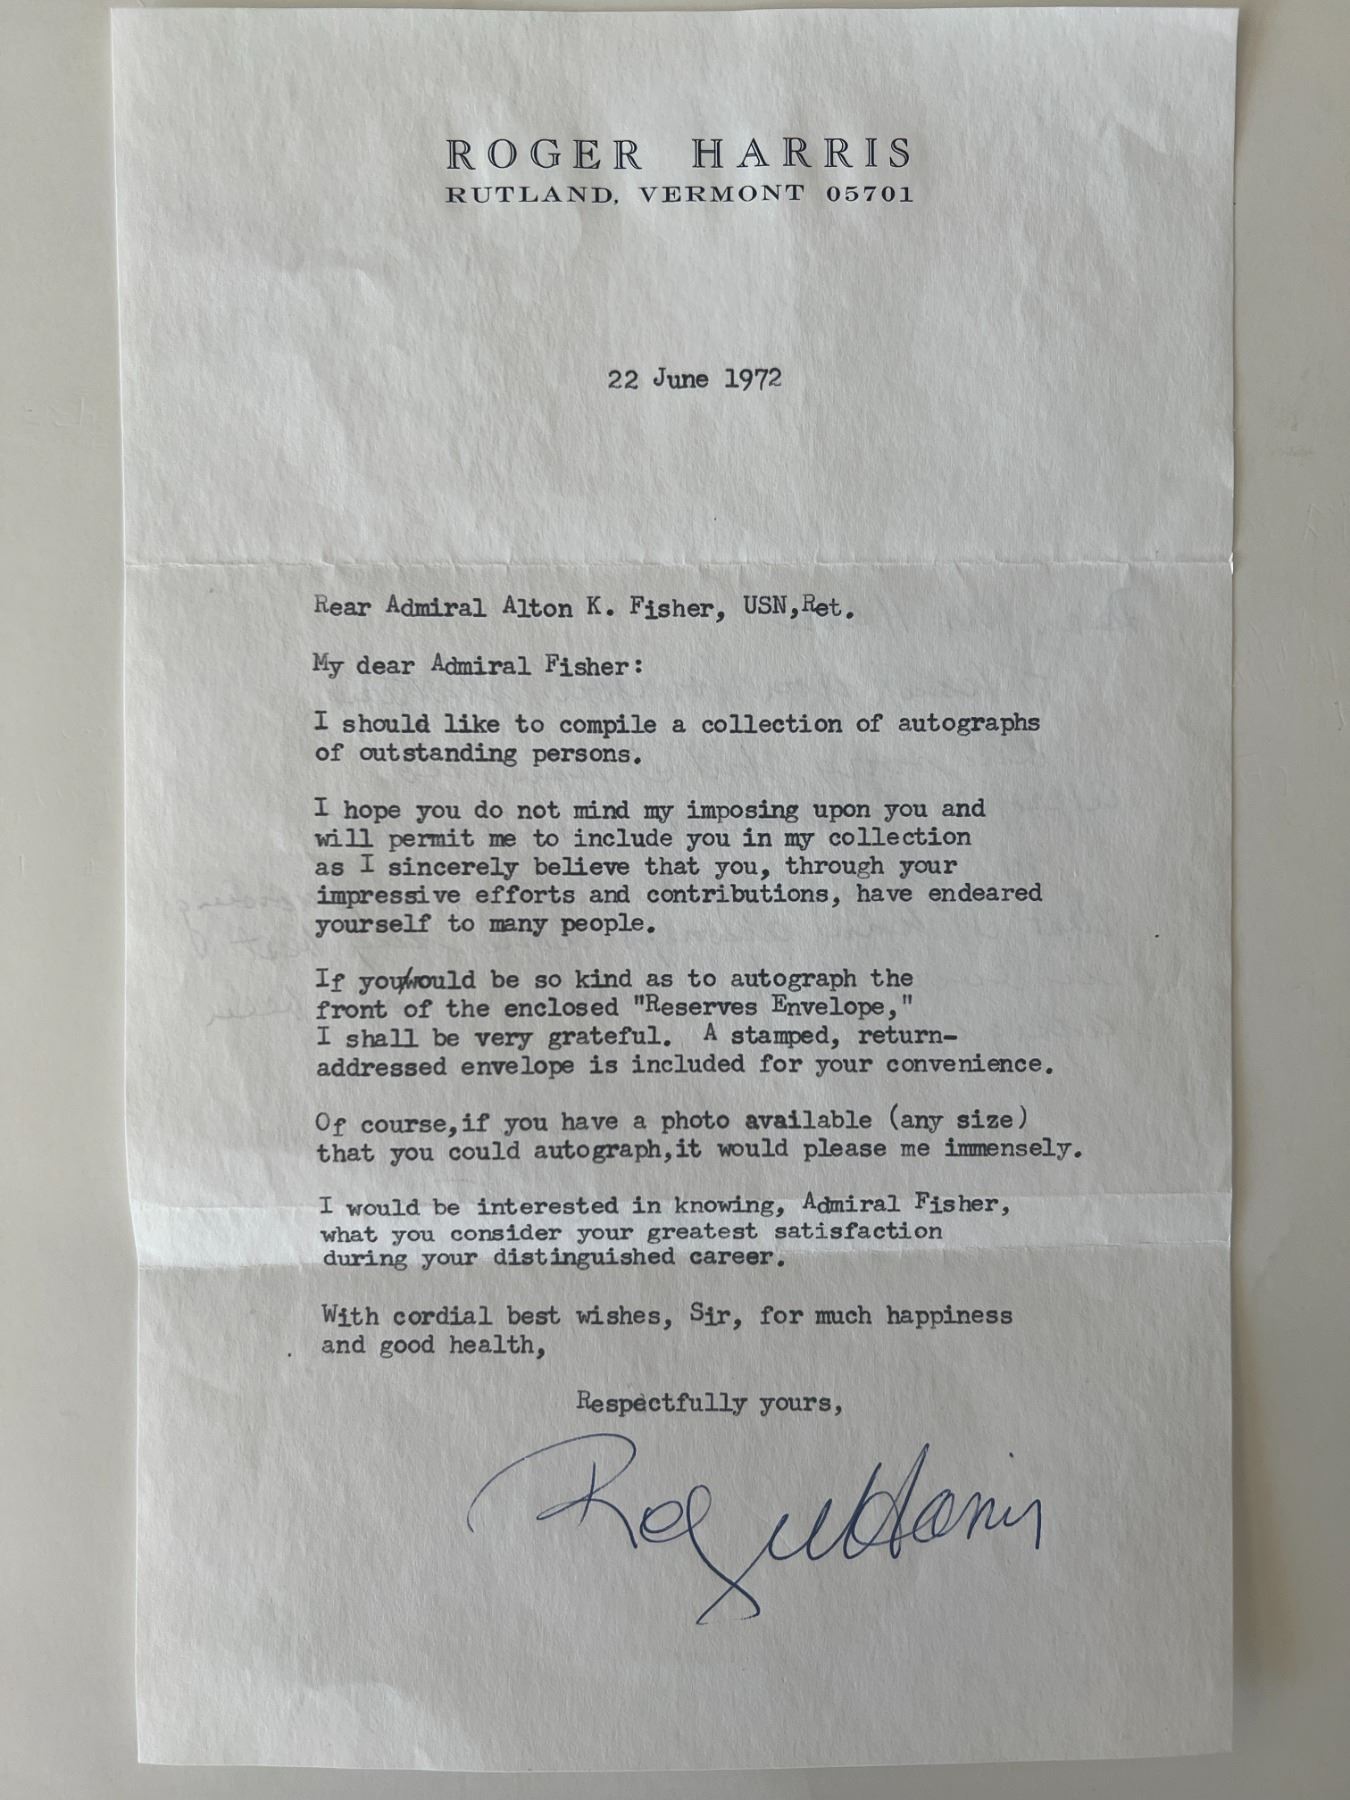 ROGER HARRIS
RUTLAND, VERMONT 05701
22 June 1972
Rear Admiral Alton K. Fisher, USN,Ret.
My dear Admiral Fisher:
I should like to compile a collection of autographs
of outstanding persons.
I hope you do not mind my imposing upon you and
will permit me to include you in my collection
as I sincerely believe that you, through your
impressive efforts and contributions, have endeared
yourself to many people.
If you/would be so kind as to autograph the
front of the enclosed "Reserves Envelope,"
I shall be very grateful. A stamped, return-
addressed envelope is included for your convenience.
Of course,if you have a photo available (any size)
that you could autograph,it would please me immensely.
I would be interested in knowing, Admiral Fisher,
what you consider your greatest satisfaction
during your distinguished career.
With cordial best wishes, Sir, for much happiness
and good health,
Respectfully yours,
Roger Harris